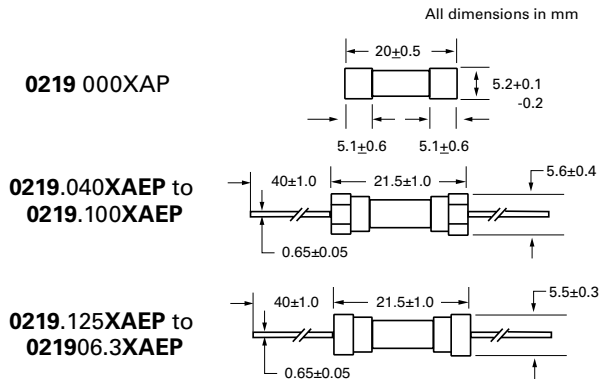 All dimensions in mm
20±0.5
0219 000XAP
5.2+0.1
-0.2
5.1±0.6 5.1±0.6
0219.040XAEP to
0219.100XAEP
40±1.0 21.5±1.0 5.6±0.4
0.65±0.05
0219.125XAEP to
021906.3XAEP
40±1.0 21.5±1.0 5.5±0.3
0.65±0.05